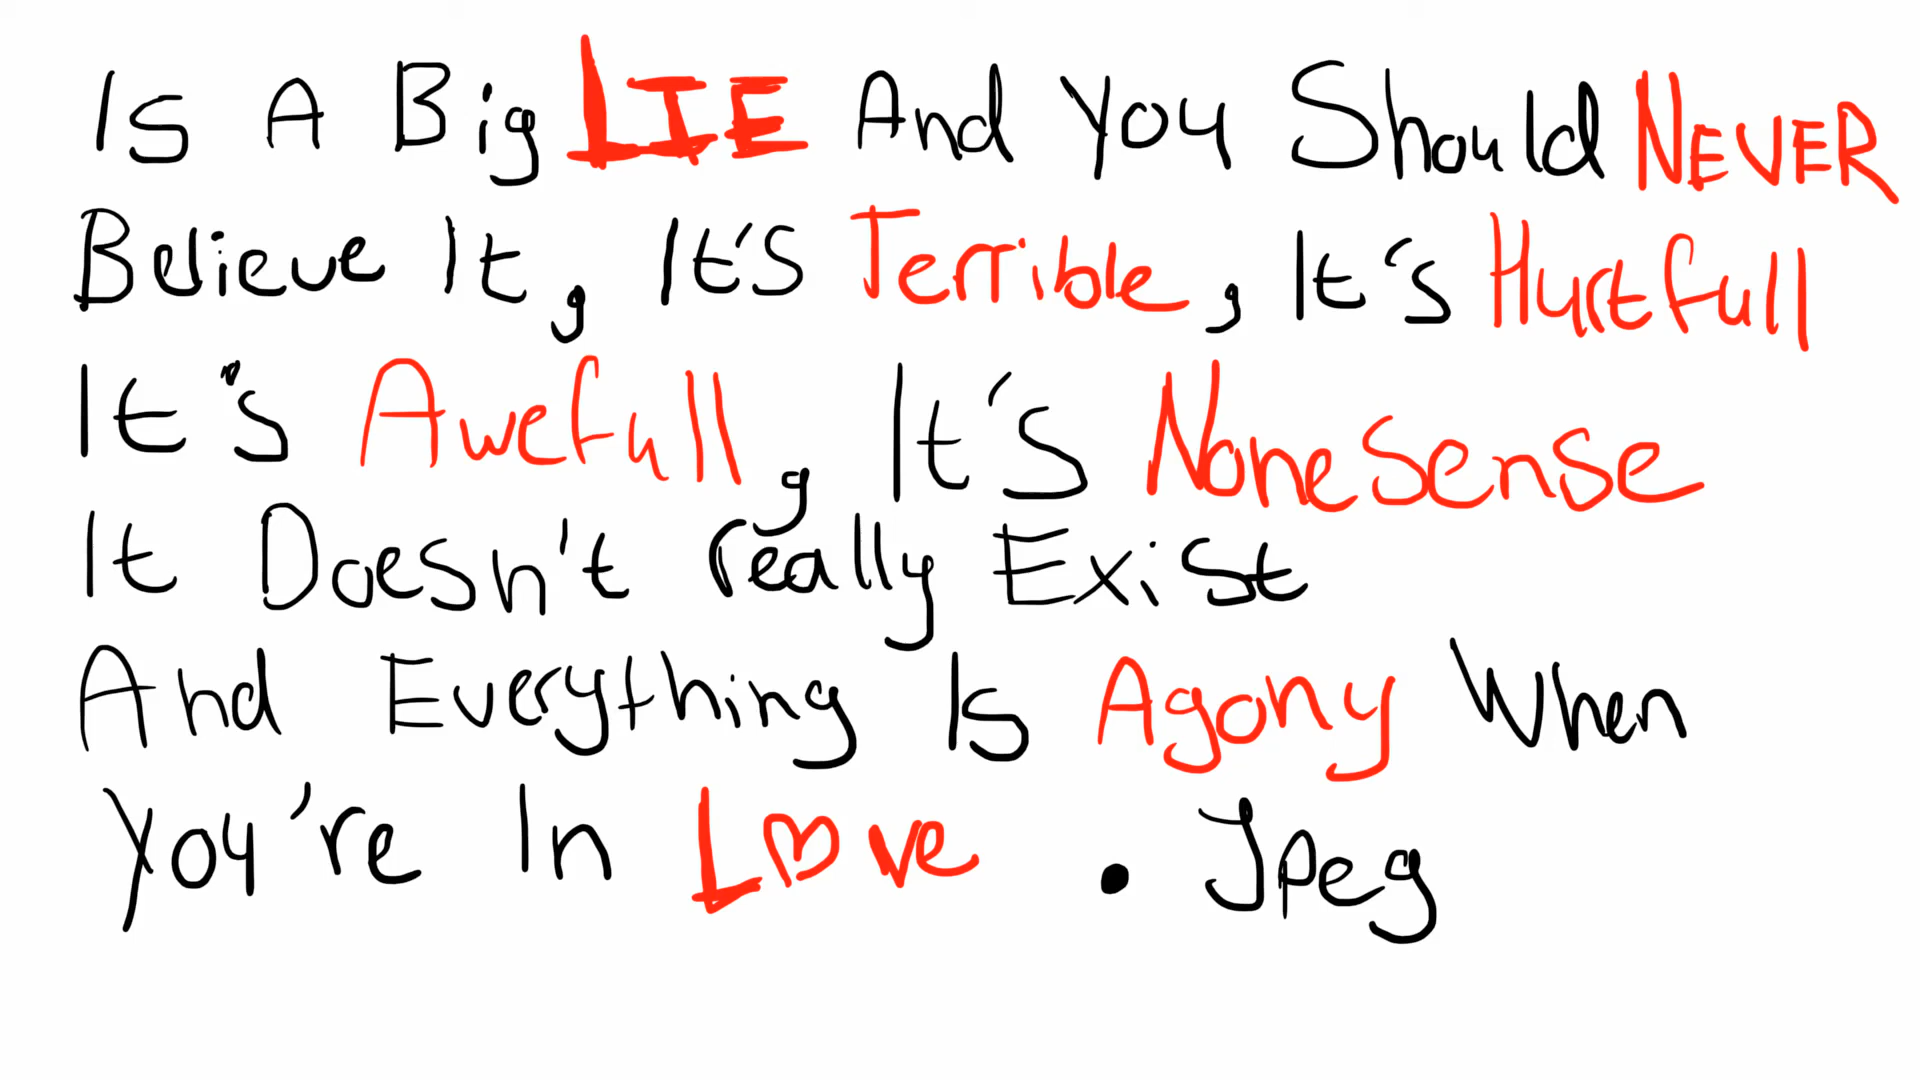 Is A Big LIE And You Should NEVER
Believe It, It's Terrible, It's Hurtfull
It's Awefull, It's Nonesense
It Doesn't really Exist
And Everything Is Agony When
You're In Love . Jpeg